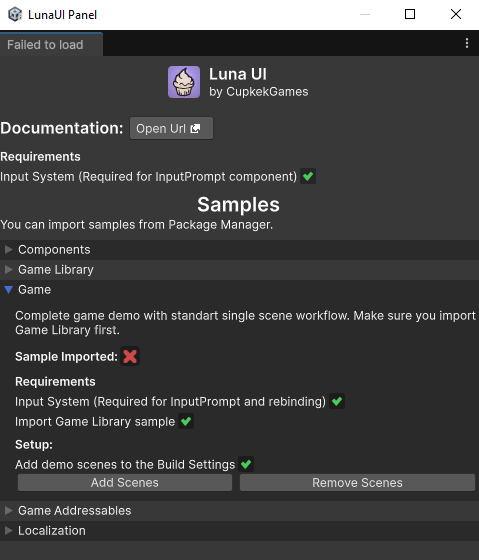 LunaUI Panel
Failed to load
Luna UI
by CupkekGames
Documentation: Open Url
Requirements
Input System (Required for InputPrompt component)
Samples
You can import samples from Package Manager.
Components
Game Library
Game
Complete game demo with standart single scene workflow. Make sure you import
Game Library first.
Sample Imported:
Requirements
Input System (Required for InputPrompt and rebinding)
Import Game Library sample
Setup:
Add demo scenes to the Build Settings
Add Scenes Remove Scenes
Game Addressables
Localization